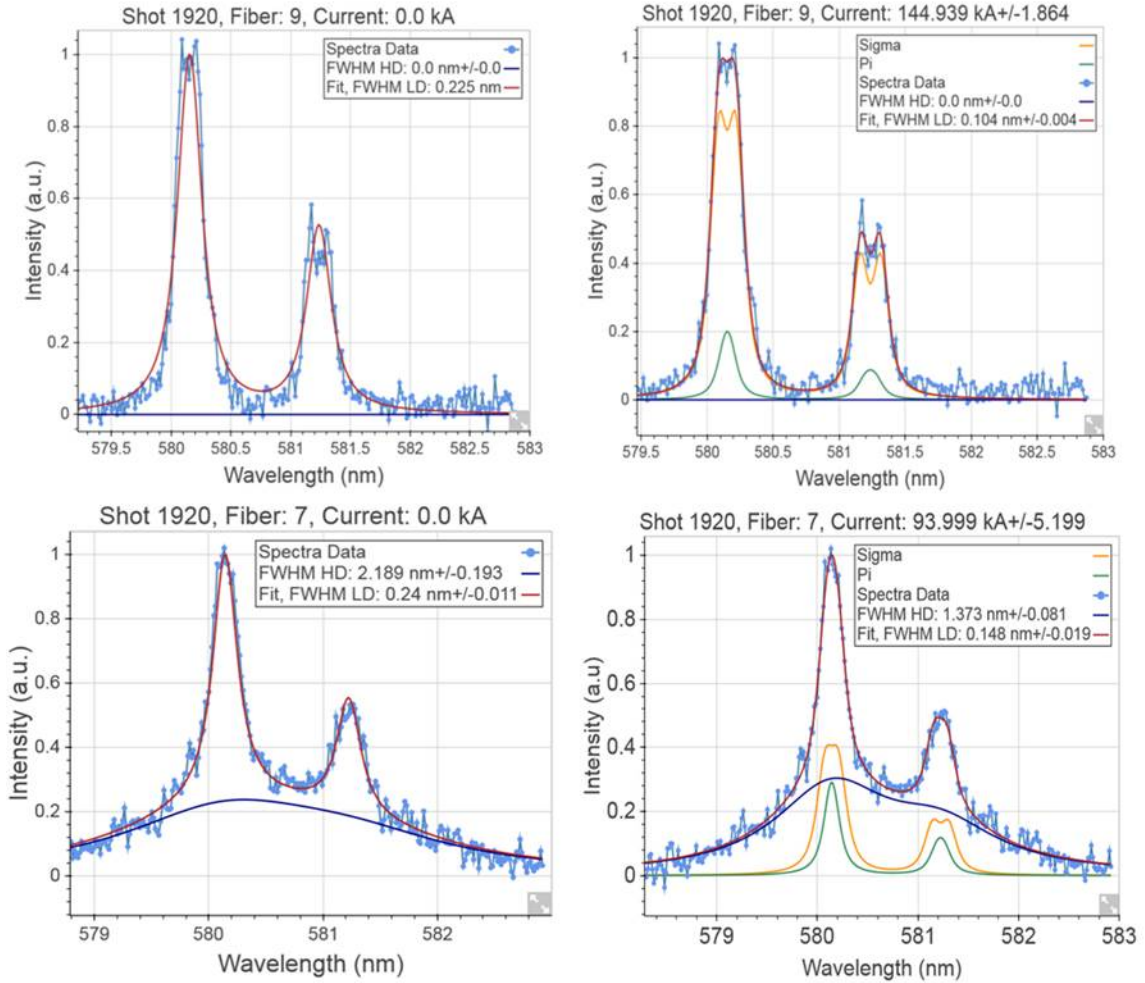 Shot 1920, Fiber: 9, Current: 0.0 kA
Spectra Data
FWHM HD: 0.0 nm+/-0.0
Fit, FWHM LD: 0.225 nm
Intensity (a.u.)
1
0.8
0.6
0.4
0.2
0
579.5 580 580.5 581 581.5 582 582.5 583
Wavelength (nm)
Shot 1920, Fiber: 9, Current: 144.939 kA+/-1.864
Sigma
Pi
Spectra Data
FWHM HD: 0.0 nm+/-0.0
Fit, FWHM LD: 0.104 nm+/-0.004
Intensity (a.u.)
1
0.8
0.6
0.4
0.2
0
579.5 580 580.5 581 581.5 582 582.5 583
Wavelength (nm)
Shot 1920, Fiber: 7, Current: 0.0 kA
Spectra Data
FWHM HD: 2.189 nm+/-0.193
Fit, FWHM LD: 0.24 nm+/-0.011
Intensity (a.u.)
1
0.8
0.6
0.4
0.2
0
579 580 581 582
Wavelength (nm)
Shot 1920, Fiber: 7, Current: 93.999 kA+/-5.199
Sigma
Pi
Spectra Data
FWHM HD: 1.373 nm+/-0.081
Fit, FWHM LD: 0.148 nm+/-0.019
Intensity (a.u)
1
0.8
0.6
0.4
0.2
0
579 580 581 582 583
Wavelength (nm)